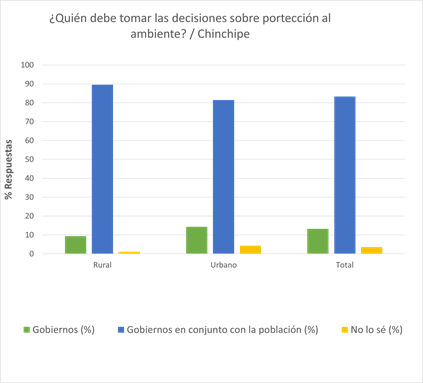 ¿Quién debe tomar las decisiones sobre portección al
ambiente? / Chinchipe
100
90
80
70
60
50
40
30
20
10
0
% Respuestas
Rural
Urbano
Total
Gobiernos (%)
Gobiernos en conjunto con la población (%)
No lo sé (%)